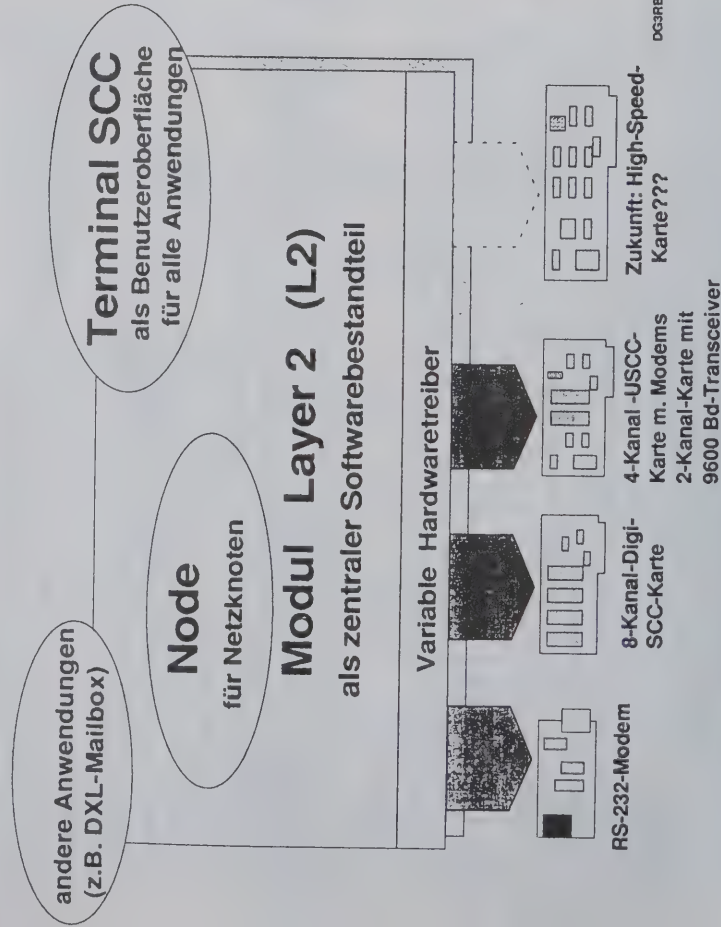 andere Anwendungen
(z.B. DXL-Mailbox)
Terminal SCC
als Benutzeroberfläche
für alle Anwendungen
Node
für Netzknoten
Modul Layer 2 (L2)
als zentraler Softwarebestandteil
Variable Hardwaretreiber
RS-232-Modem
8-Kanal-Digi-
SCC-Karte
4-Kanal -USCC-
Karte m. Modems
2-Kanal-Karte mit
9600 Bd-Transceiver
Zukunft: High-Speed-
Karte???